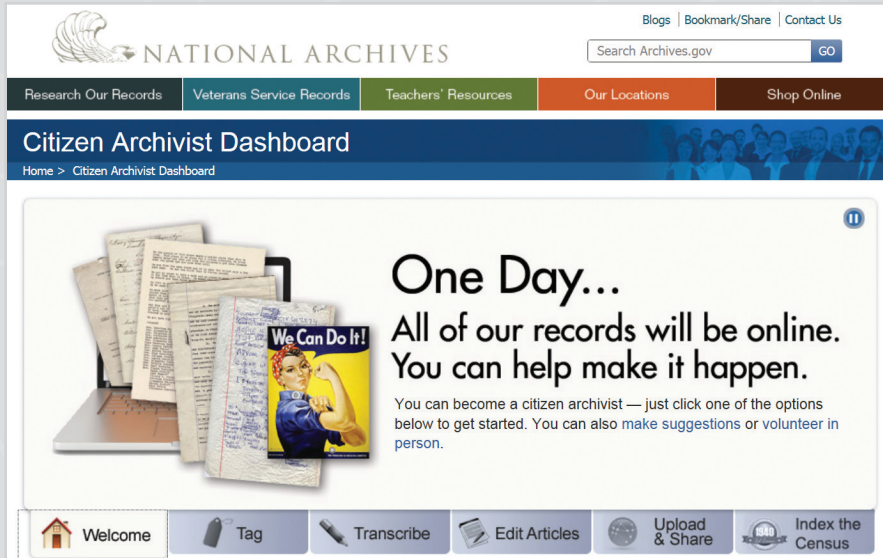 Blogs | Bookmark/Share | Contact Us
NATIONAL ARCHIVES
Search Archives.gov GO
Research Our Records Veterans Service Records Teachers' Resources Our Locations Shop Online
Citizen Archivist Dashboard
Home > Citizen Archivist Dashboard
One Day...
We Can Do It!
All of our records will be online.
You can help make it happen.
You can become a citizen archivist — just click one of the options
below to get started. You can also make suggestions or volunteer in
person.
Welcome Tag Transcribe Edit Articles Upload & Share 1940 Index the Census